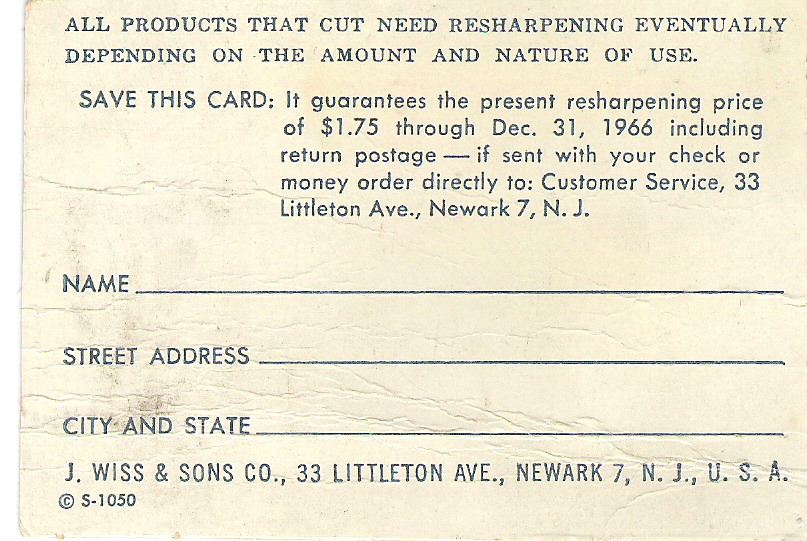 ALL PRODUCTS THAT CUT NEED RESHARPENING EVENTUALLY
DEPENDING ON THE AMOUNT AND NATURE OF USE.
SAVE THIS CARD: It guarantees the present resharpening price
of $1.75 through Dec. 31, 1966 including
return postage — if sent with your check or
money order directly to: Customer Service, 33
Littleton Ave., Newark 7, N. J.
NAME
STREET ADDRESS
CITY AND STATE
J. WISS & SONS CO., 33 LITTLETON AVE., NEWARK 7, N. J., U. S. A.
© S-1050